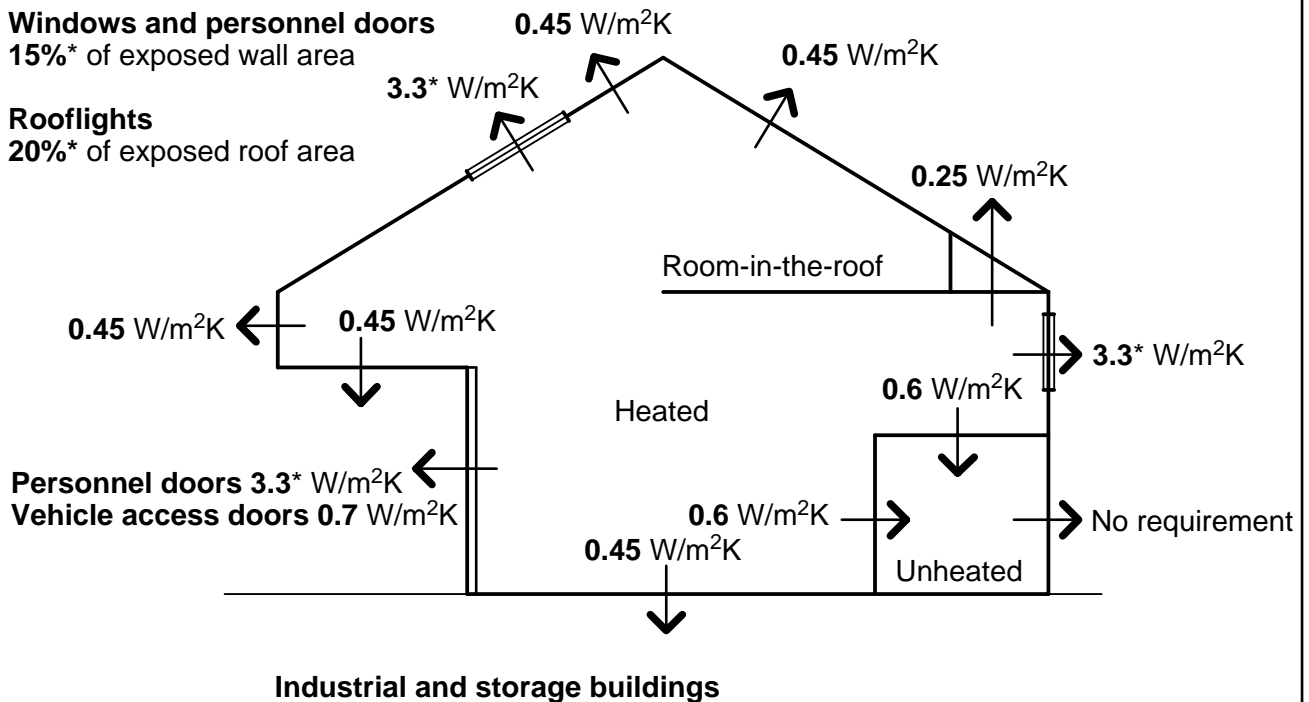 Windows and personnel doors
15%* of exposed wall area
Rooflights
20%* of exposed roof area
0.45 W/m²K
3.3* W/m²K
0.45 W/m²K
0.25 W/m²K
Room-in-the-roof
0.45 W/m²K
0.45 W/m²K
3.3* W/m²K
0.6 W/m²K
Heated
Personnel doors 3.3* W/m²K
Vehicle access doors 0.7 W/m²K
0.6 W/m²K
No requirement
0.45 W/m²K
Unheated
Industrial and storage buildings